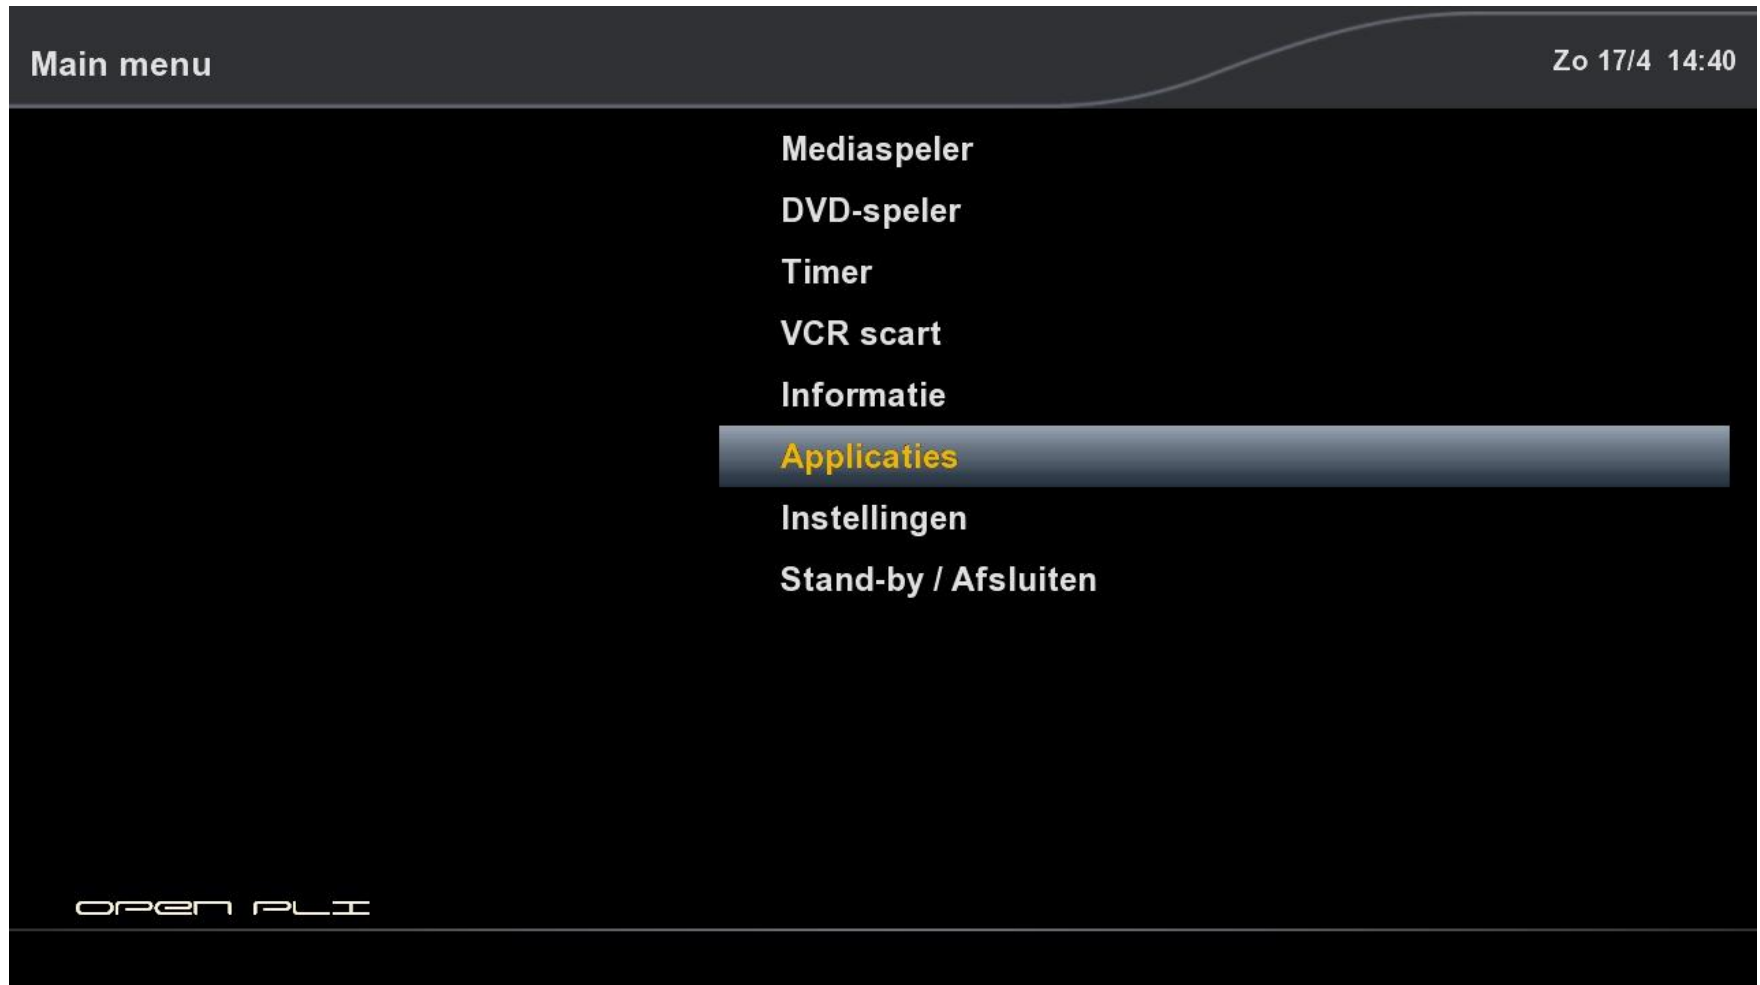 Main menu
Zo 17/4 14:40
Mediaspeler
DVD-speler
Timer
VCR scart
Informatie
Applicaties
Instellingen
Stand-by / Afsluiten
OPEN PLI